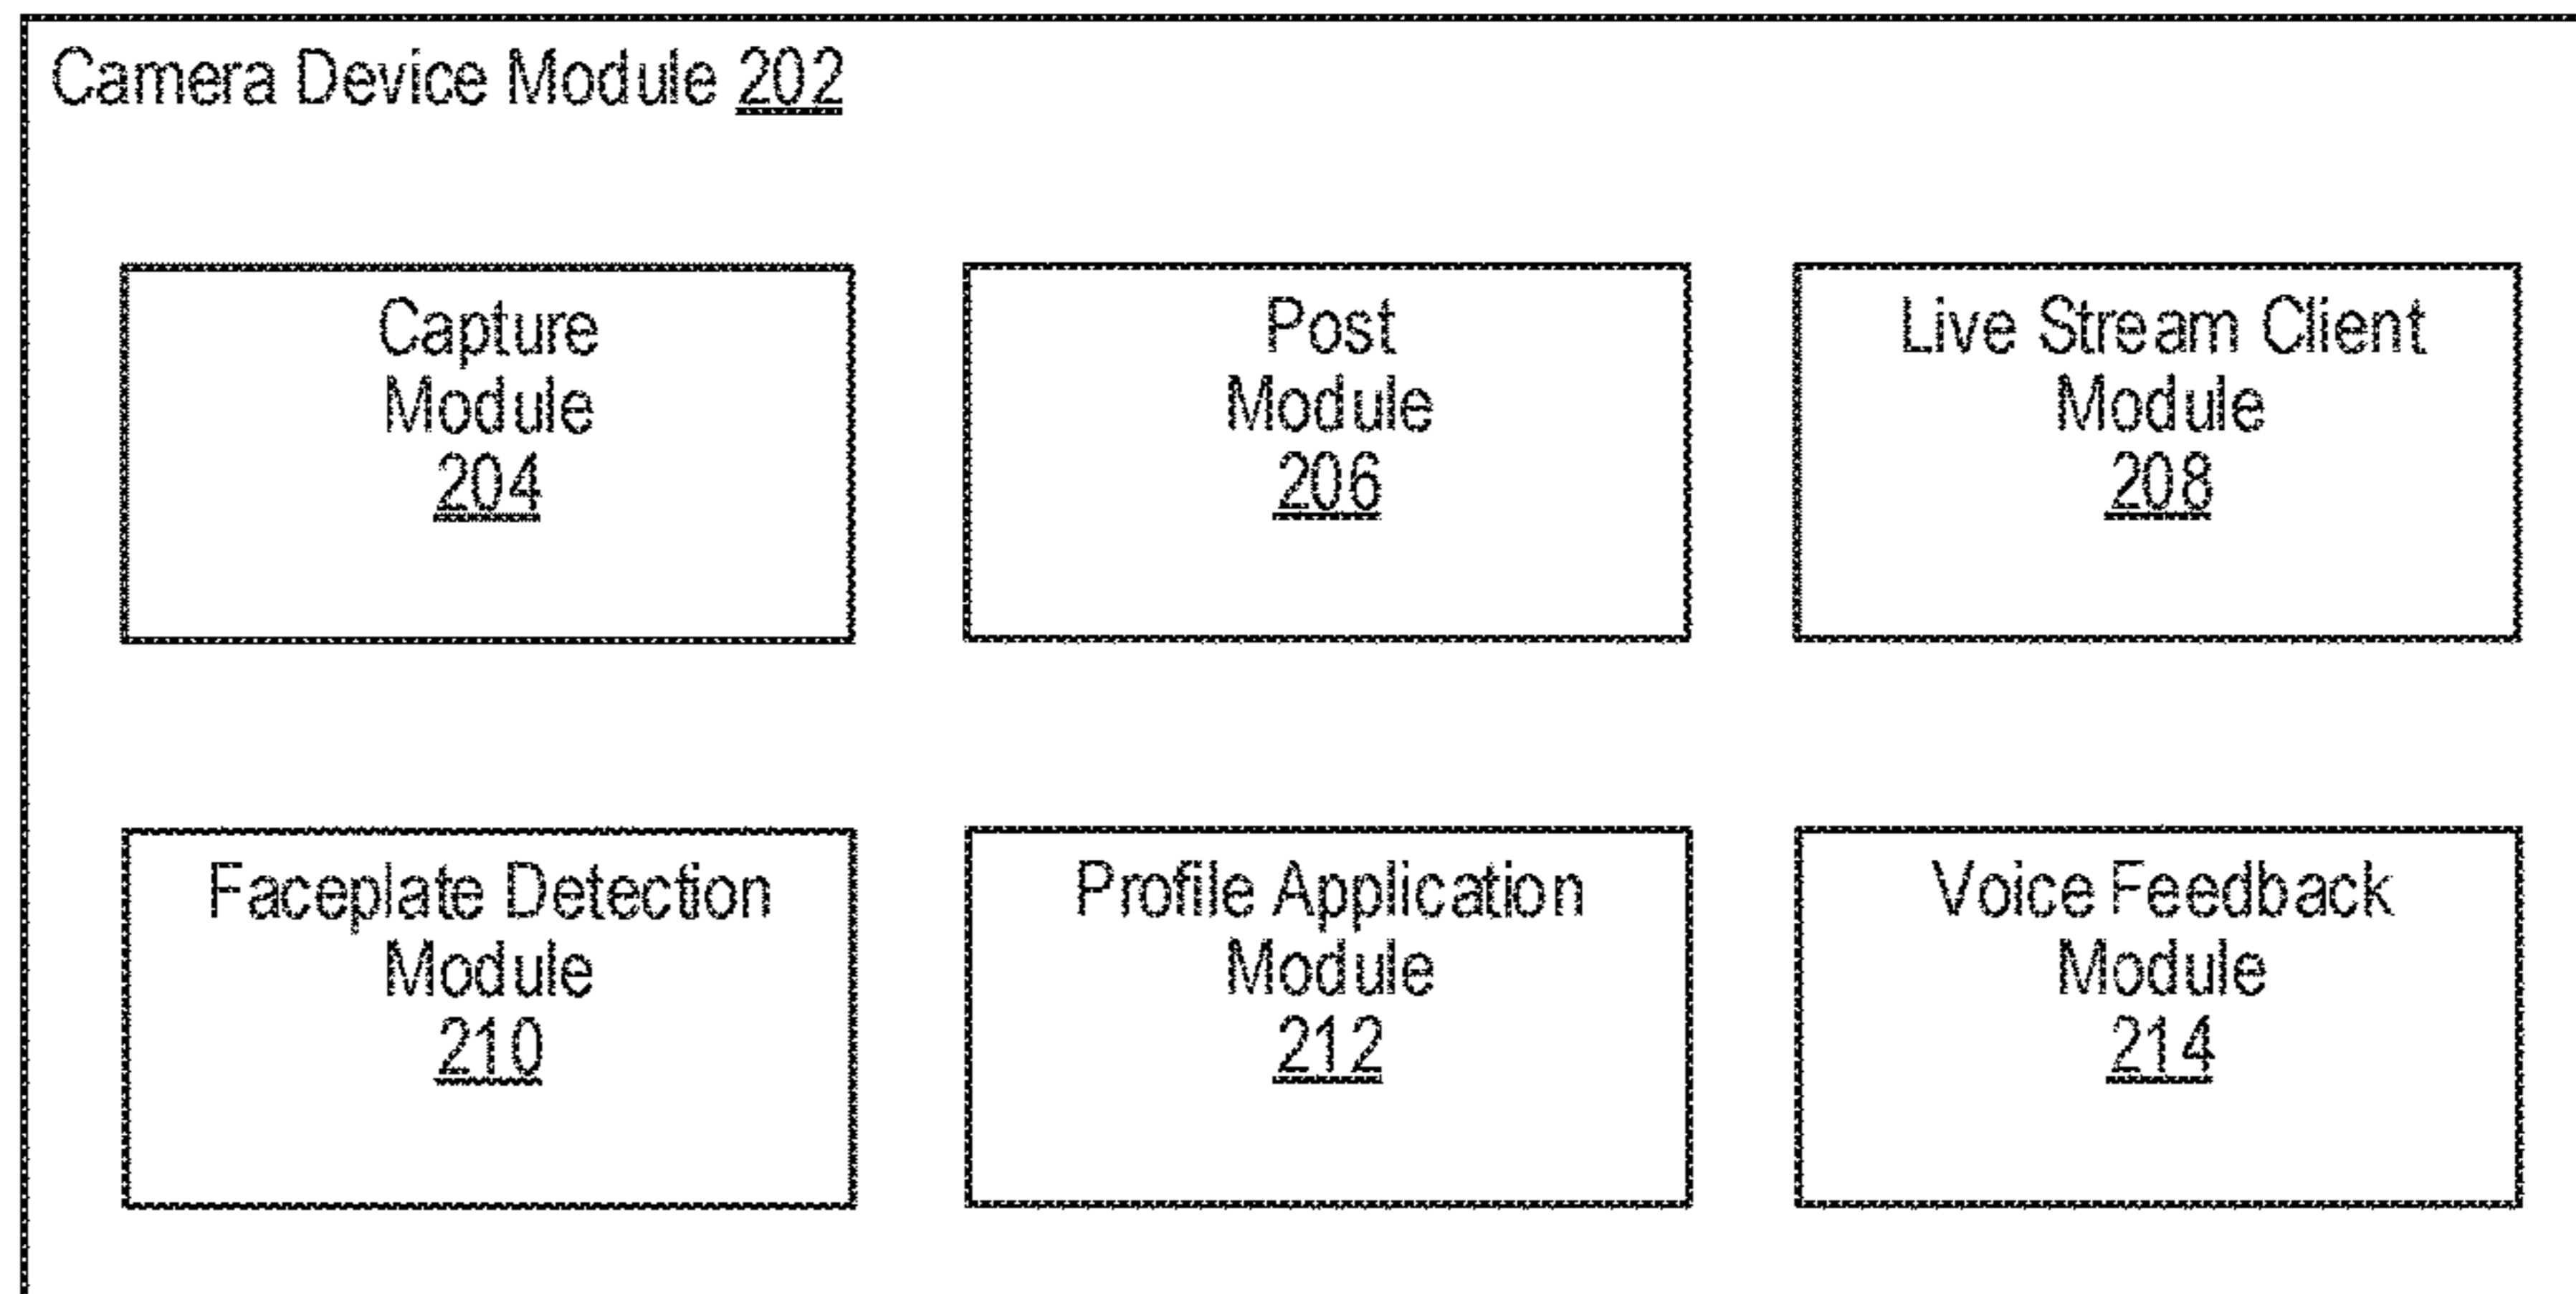 Camera Device Module 202
Capture
Module
204
Post
Module
206
Live Stream Client
Module
208
Faceplate Detection
Module
210
Profile Application
Module
212
Voice Feedback
Module
214